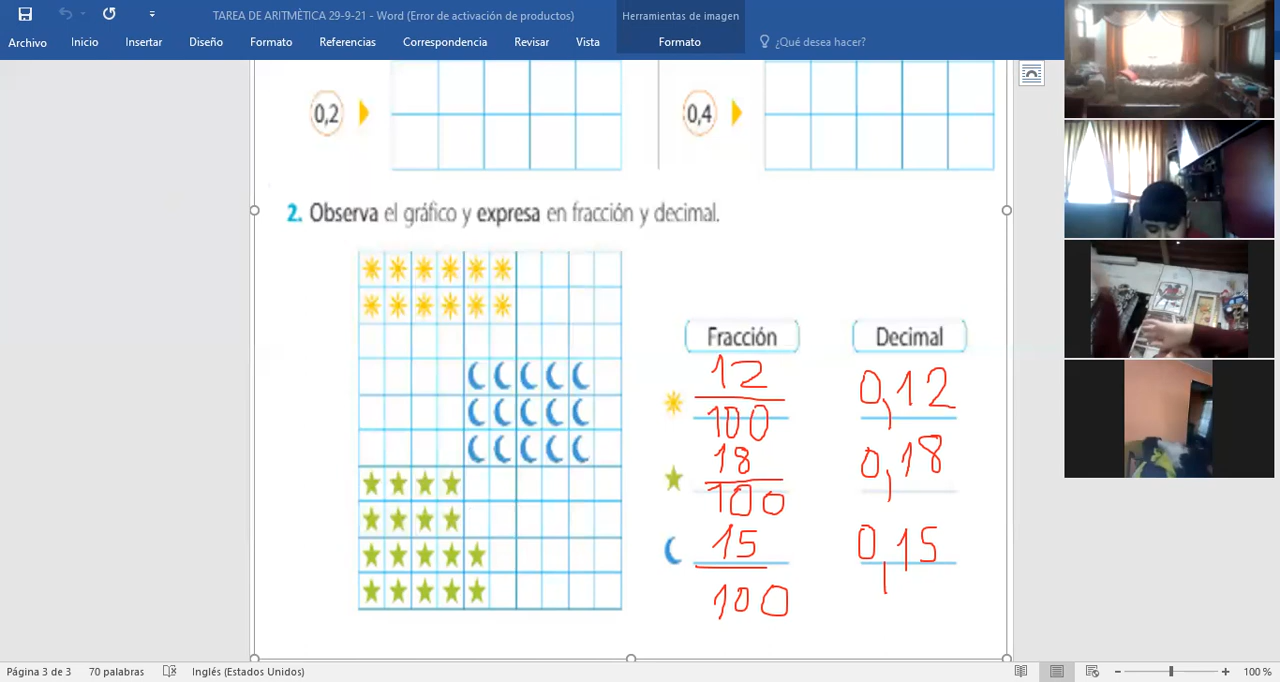 TAREA DE ARITMÈTICA 29-9-21 - Word (Error de activación de productos)
Herramientas de imagen
Archivo Inicio Insertar Diseño Formato Referencias Correspondencia Revisar Vista Formato ¿Qué desea hacer?
0,2 0,4
2. Observa el gráfico y expresa en fracción y decimal.
Fracción Decimal
12
100
0,12
18
100
0,18
15
100
0,15
Página 3 de 3 70 palabras Inglés (Estados Unidos) 100 %